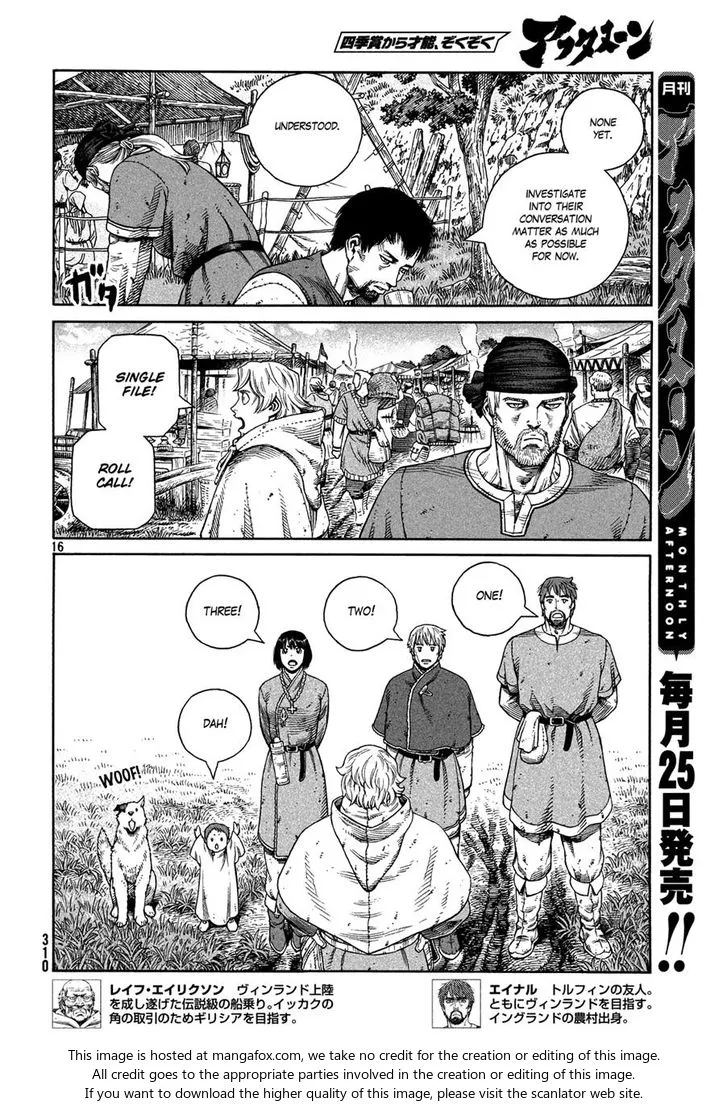 四季賞から才能、ぞくぞく
アフタヌーン
月刊
アフタヌーン
MONTHLY
AFTERNOON
毎月25日発売!!
NONE
YET.
INVESTIGATE
INTO THEIR
CONVERSATION
MATTER AS MUCH
AS POSSIBLE
FOR NOW.
UNDERSTOOD.
ガタ
SINGLE
FILE!
ROLL
CALL!
16
ONE!
TWO!
THREE!
DAH!
WOOF!
310
レイフ・エイリクソン ヴィンランド上陸
を成し遂げた伝説級の船乗り。イッカクの
角の取引のためギリシアを目指す。
エイナル トルフィンの友人。
ともにヴィンランドを目指す。
イングランドの農村出身。
This image is hosted at mangafox.com, we take no credit for the creation or editing of this image.
All credit goes to the appropriate parties involved in the creation or editing of this image.
If you want to download the higher quality of this image, please visit the scanlator web site.